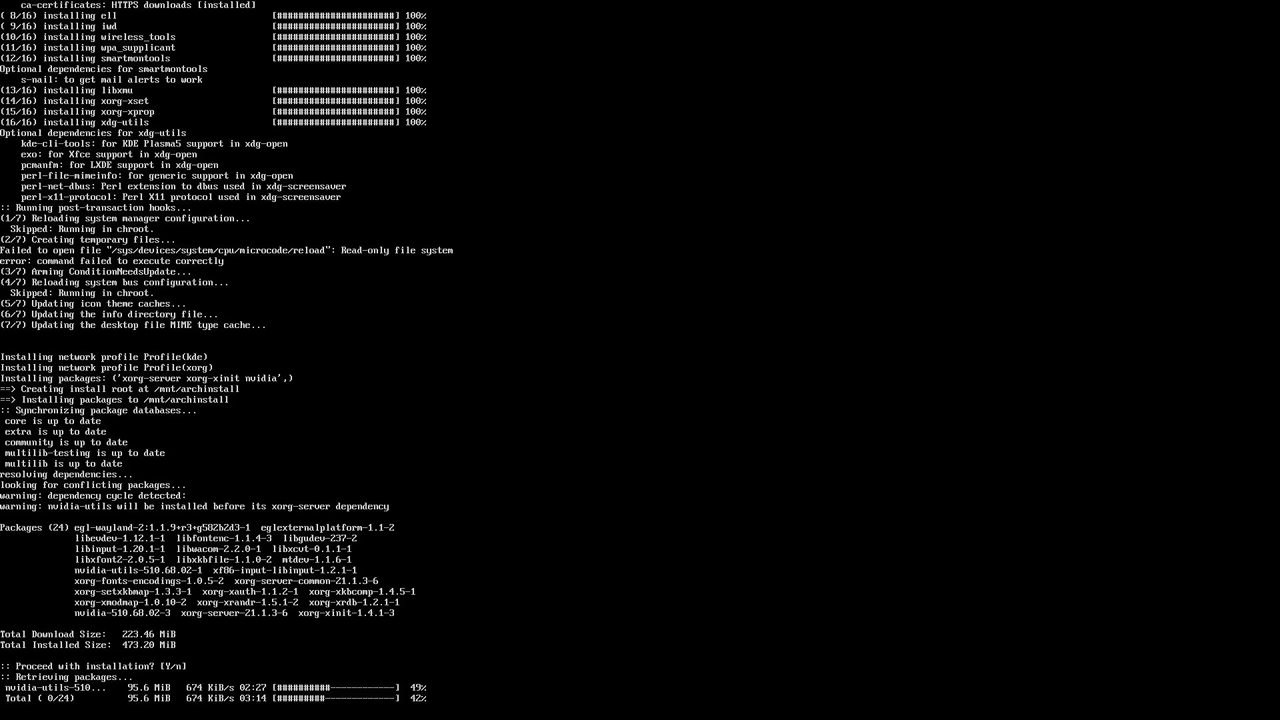 ca-certificates: HTTPS downloads [installed]
( 8/16) installing ell [######################] 100%
( 9/16) installing iwd [######################] 100%
(10/16) installing wireless_tools [######################] 100%
(11/16) installing wpa_supplicant [######################] 100%
(12/16) installing smartmontools [######################] 100%
Optional dependencies for smartmontools
s-nail: to get mail alerts to work
(13/16) installing libxmu [######################] 100%
(14/16) installing xorg-xset [######################] 100%
(15/16) installing xorg-xprop [######################] 100%
(16/16) installing xdg-utils [######################] 100%
Optional dependencies for xdg-utils
kde-cli-tools: for KDE Plasma5 support in xdg-open
exo: for Xfce support in xdg-open
pcmanfm: for LXDE support in xdg-open
perl-file-mimeinfo: for generic support in xdg-open
perl-net-dbus: Perl extension to dbus used in xdg-screensaver
perl-x11-protocol: Perl X11 protocol used in xdg-screensaver
:: Running post-transaction hooks...
(1/7) Reloading system manager configuration...
Skipped: Running in chroot.
(2/7) Creating temporary files...
Failed to open file "/sys/devices/system/cpu/microcode/reload": Read-only file system
error: command failed to execute correctly
(3/7) Arming ConditionNeedsUpdate...
(4/7) Reloading system bus configuration...
Skipped: Running in chroot.
(5/7) Updating icon theme caches...
(6/7) Updating the info directory file...
(7/7) Updating the desktop file MIME type cache...
Installing network profile Profile(kde)
Installing network profile Profile(xorg)
Installing packages: ('xorg-server xorg-xinit nvidia',)
==> Creating install root at /mnt/archinstall
==> Installing packages to /mnt/archinstall
:: Synchronizing package databases...
core is up to date
extra is up to date
community is up to date
multilib-testing is up to date
multilib is up to date
resolving dependencies...
looking for conflicting packages...
warning: dependency cycle detected:
warning: nvidia-utils will be installed before its xorg-server dependency
Packages (24) egl-wayland-2:1.1.9+r3+g582b2d3-1 eglexternalplatform-1.1-2
libevdev-1.12.1-1 libfontenc-1.1.4-3 libgudev-237-2
libinput-1.20.1-1 libwacom-2.2.0-1 libxcvt-0.1.1-1
libxfont2-2.0.5-1 libxkbfile-1.1.0-2 mtdev-1.1.6-1
nvidia-utils-510.68.02-1 xf86-input-libinput-1.2.1-1
xorg-fonts-encodings-1.0.5-2 xorg-server-common-21.1.3-6
xorg-setxkbmap-1.3.3-1 xorg-xauth-1.1.2-1 xorg-xkbcomp-1.4.5-1
xorg-xmodmap-1.0.10-2 xorg-xrandr-1.5.1-2 xorg-xrdb-1.2.1-1
nvidia-510.68.02-3 xorg-server-21.1.3-6 xorg-xinit-1.4.1-3
Total Download Size: 223.46 MiB
Total Installed Size: 473.20 MiB
:: Proceed with installation? [Y/n]
:: Retrieving packages...
nvidia-utils-510... 95.6 MiB 674 KiB/s 02:27 [##########------------] 49%
Total ( 0/24) 95.6 MiB 674 KiB/s 03:14 [#########-------------] 42%